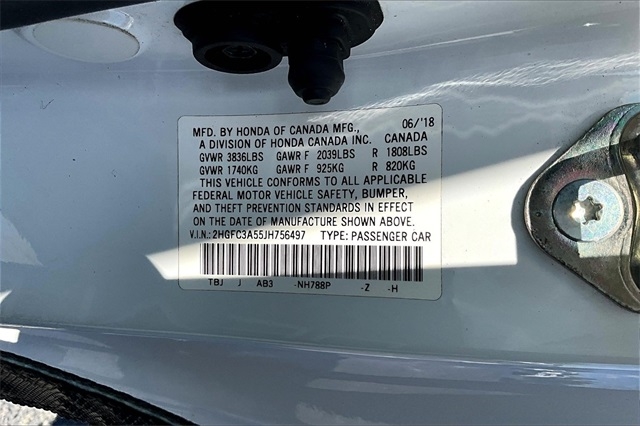 MFD. BY HONDA OF CANADA MFG., 06/'18
A DIVISION OF HONDA CANADA INC. CANADA
GVWR 3836LBS GAWR F 2039LBS R 1808LBS
GVWR 1740KG GAWR F 925KG R 820KG
THIS VEHICLE CONFORMS TO ALL APPLICABLE
FEDERAL MOTOR VEHICLE SAFETY, BUMPER,
AND THEFT PREVENTION STANDARDS IN EFFECT
ON THE DATE OF MANUFACTURE SHOWN ABOVE.
V.I.N.: 2HGFC3A55JH756497 TYPE: PASSENGER CAR
TBJ J AB3 -NH788P -Z -H